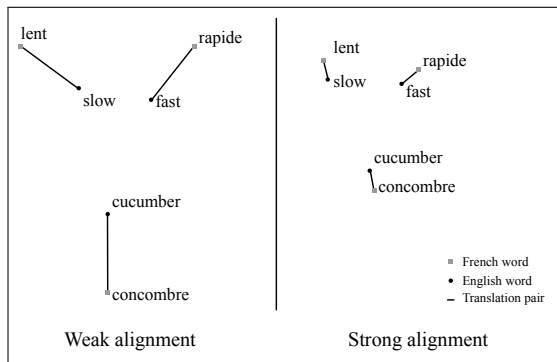 lent
rapide
slow
fast
cucumber
concombre
Weak alignment
lent
rapide
slow
fast
cucumber
concombre
French word
English word
Translation pair
Strong alignment